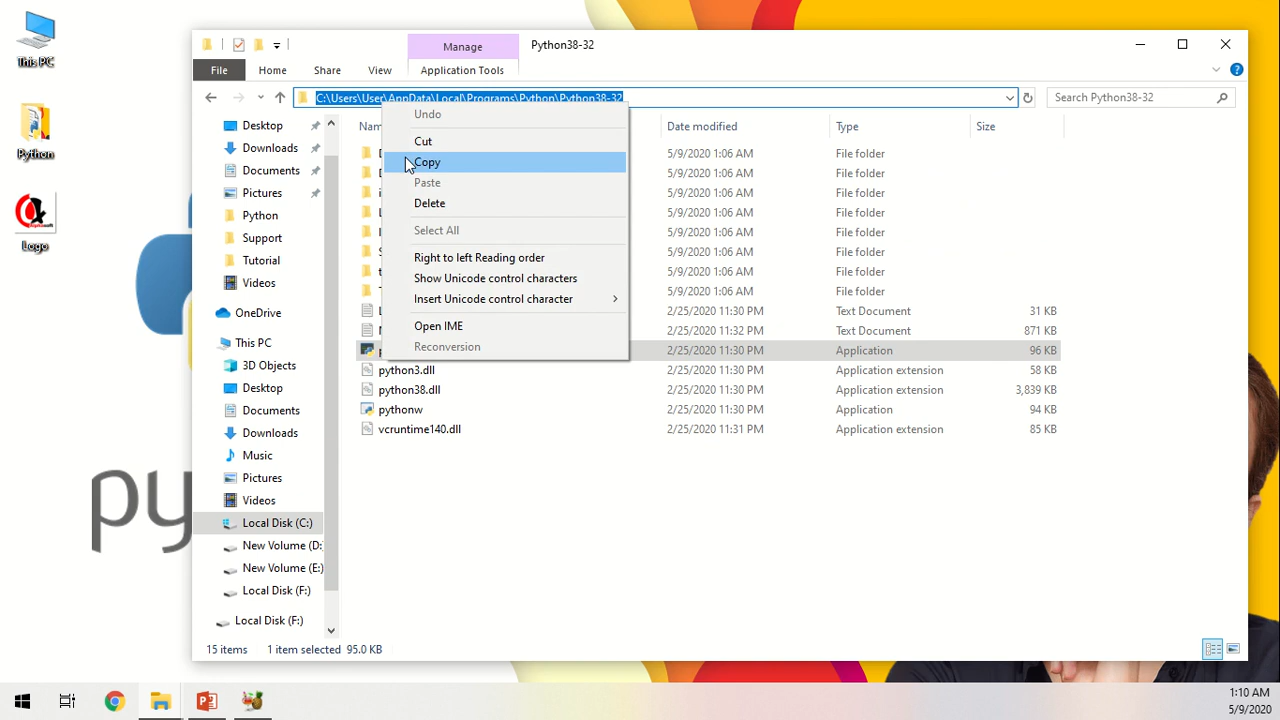 This PC
Python
Logo
py
Manage
Python38-32
File
Home
Share
View
Application Tools
C:\Users\User\AppData\Local\Programs\Python\Python38-32
Search Python38-32
Undo
Cut
Copy
Paste
Delete
Select All
Right to left Reading order
Show Unicode control characters
Insert Unicode control character
Open IME
Reconversion
Desktop
Downloads
Documents
Pictures
Python
Support
Tutorial
Videos
OneDrive
This PC
3D Objects
Desktop
Documents
Downloads
Music
Pictures
Videos
Local Disk (C:)
New Volume (D:
New Volume (E:)
Local Disk (F:)
Local Disk (F:)
Date modified Type Size
5/9/2020 1:06 AM File folder
5/9/2020 1:06 AM File folder
5/9/2020 1:06 AM File folder
5/9/2020 1:06 AM File folder
5/9/2020 1:06 AM File folder
5/9/2020 1:06 AM File folder
5/9/2020 1:06 AM File folder
5/9/2020 1:06 AM File folder
2/25/2020 11:30 PM Text Document 31 KB
2/25/2020 11:32 PM Text Document 871 KB
2/25/2020 11:30 PM Application 96 KB
python3.dll 2/25/2020 11:30 PM Application extension 58 KB
python38.dll 2/25/2020 11:30 PM Application extension 3,839 KB
pythonw 2/25/2020 11:30 PM Application 94 KB
vcruntime140.dll 2/25/2020 11:31 PM Application extension 85 KB
15 items 1 item selected 95.0 KB
1:10 AM
5/9/2020